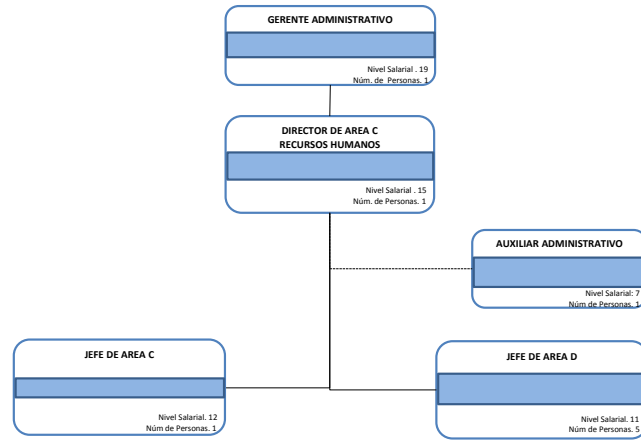 GERENTE ADMINISTRATIVO
Nivel Salarial . 19
Núm. de Personas. 1
DIRECTOR DE AREA C
RECURSOS HUMANOS
Nivel Salarial . 15
Núm. de Personas. 1
AUXILIAR ADMINISTRATIVO
Nivel Salarial: 7
Núm de Personas. 1
JEFE DE AREA C
Nivel Salarial. 12
Núm de Personas. 1
JEFE DE AREA D
Nivel Salarial. 11
Núm de Personas. 5